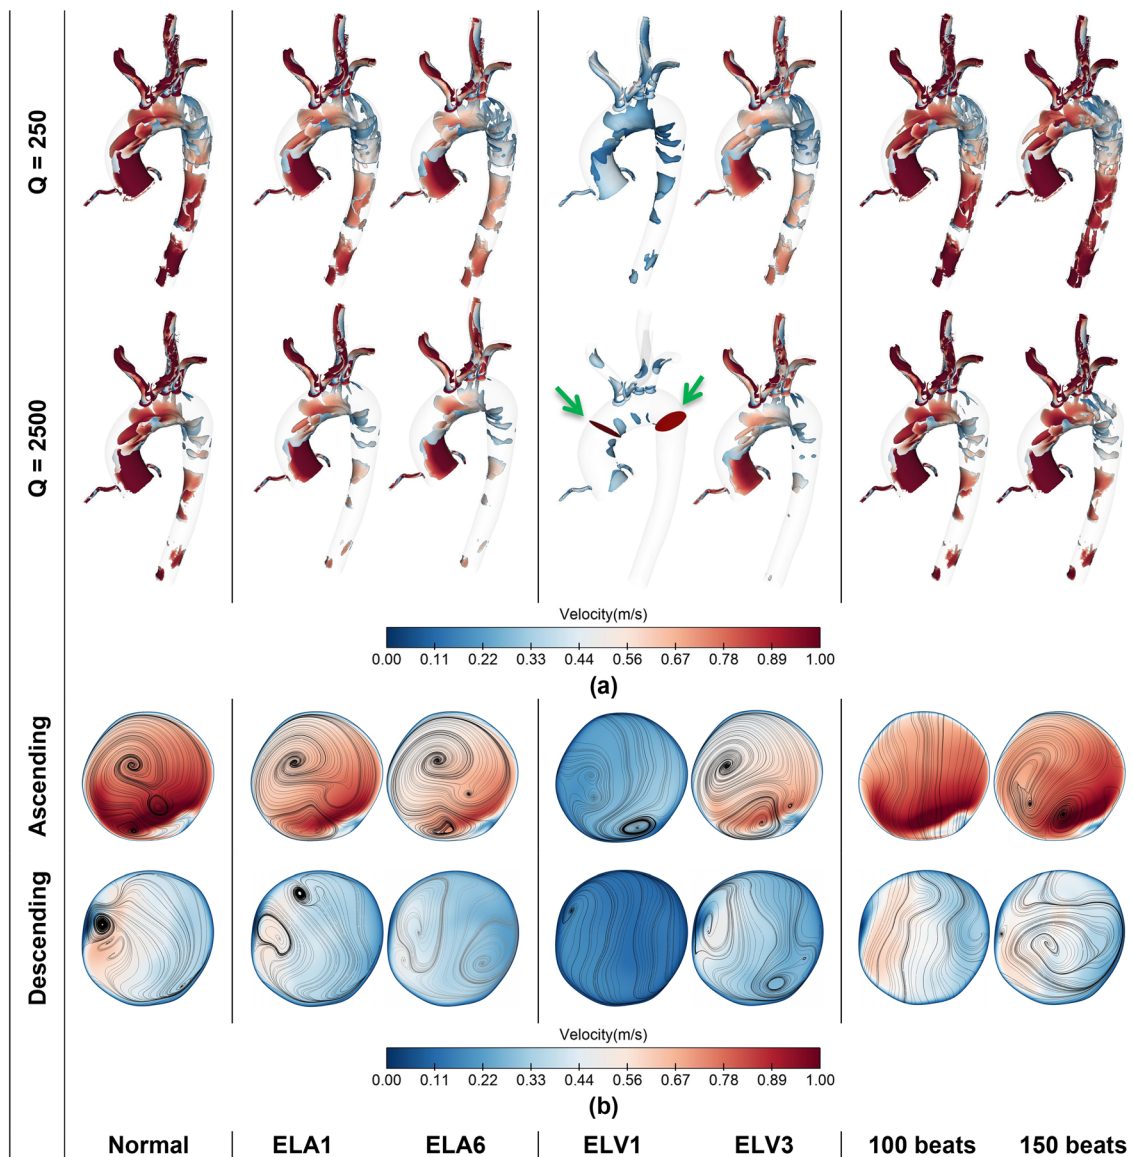 Q = 250
Q = 2500
Velocity(m/s)
0.00 0.11 0.22 0.33 0.44 0.56 0.67 0.78 0.89 1.00
(a)
Ascending
Descending
Velocity(m/s)
0.00 0.11 0.22 0.33 0.44 0.56 0.67 0.78 0.89 1.00
(b)
Normal ELA1 ELA6 ELV1 ELV3 100 beats 150 beats